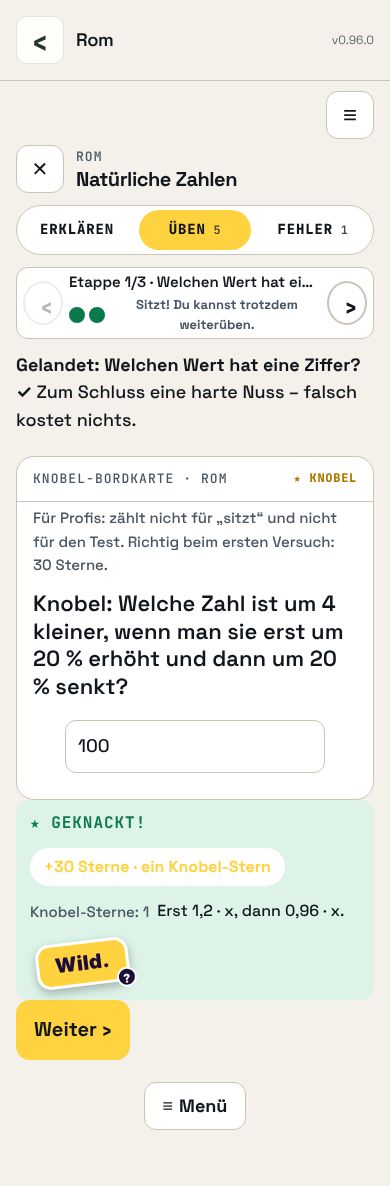 < Rom v0.96.0
≡
✕ ROM
Natürliche Zahlen
ERKLÄREN ÜBEN 5 FEHLER 1
Etappe 1/3 · Welchen Wert hat ei…
< Sitzt! Du kannst trotzdem >
weiterüben.
Gelandet: Welchen Wert hat eine Ziffer?
✓ Zum Schluss eine harte Nuss – falsch
kostet nichts.
KNOBEL-BORDKARTE · ROM ★ KNOBEL
Für Profis: zählt nicht für „sitzt“ und nicht
für den Test. Richtig beim ersten Versuch:
30 Sterne.
Knobel: Welche Zahl ist um 4
kleiner, wenn man sie erst um
20 % erhöht und dann um 20
% senkt?
100
★ GEKNACKT!
+30 Sterne · ein Knobel-Stern
Knobel-Sterne: 1 Erst 1,2 · x, dann 0,96 · x.
Wild. ?
Weiter >
≡ Menü